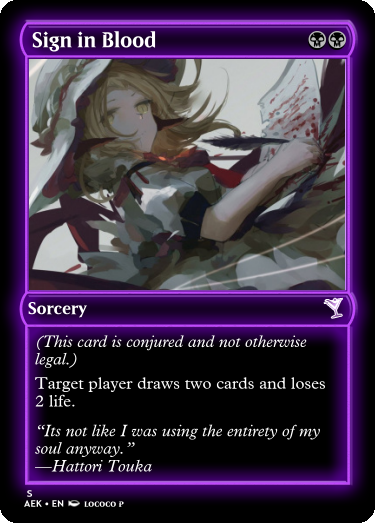 Sign in Blood
Sorcery
(This card is conjured and not otherwise
legal.)
Target player draws two cards and loses
2 life.
“Its not like I was using the entirety of my
soul anyway.”
—Hattori Touka
S
AEK • EN LOCOCO P